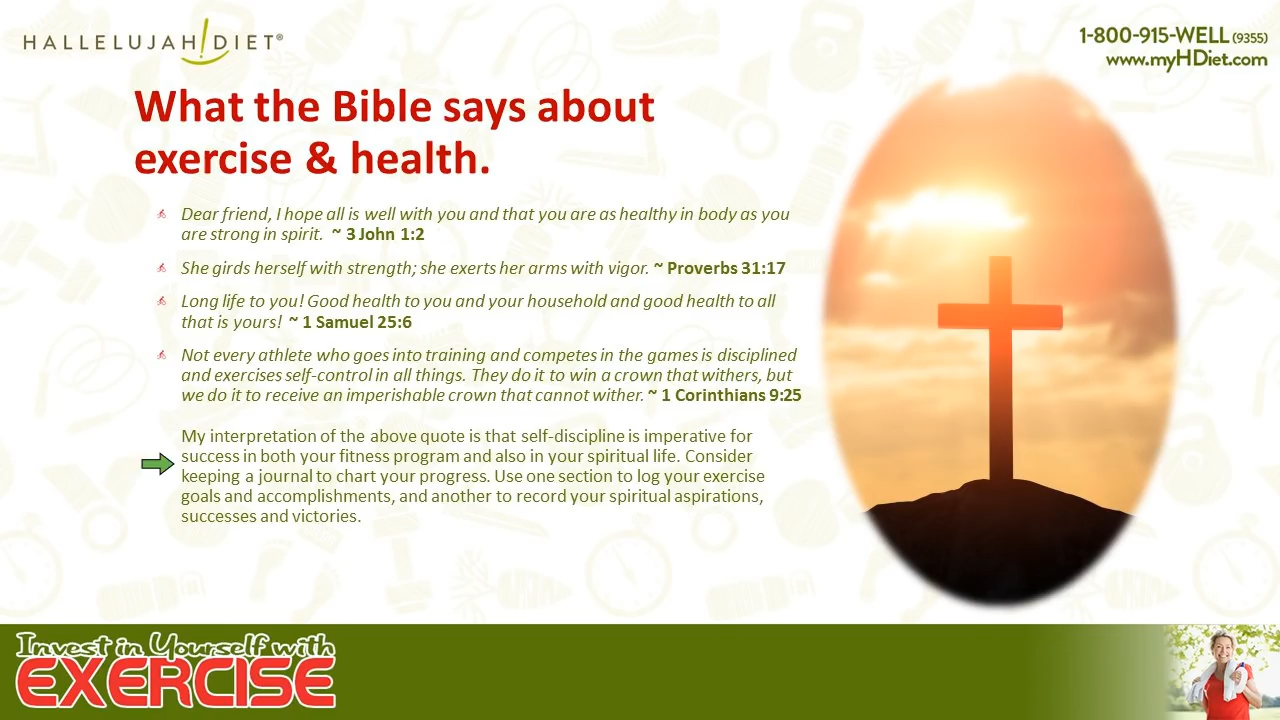 HALLELUJAH!DIET®
1-800-915-WELL (9355)
www.myHDiet.com
What the Bible says about
exercise & health.
Dear friend, I hope all is well with you and that you are as healthy in body as you
are strong in spirit. ~ 3 John 1:2
She girds herself with strength; she exerts her arms with vigor. ~ Proverbs 31:17
Long life to you! Good health to you and your household and good health to all
that is yours! ~ 1 Samuel 25:6
Not every athlete who goes into training and competes in the games is disciplined
and exercises self-control in all things. They do it to win a crown that withers, but
we do it to receive an imperishable crown that cannot wither. ~ 1 Corinthians 9:25
My interpretation of the above quote is that self-discipline is imperative for
success in both your fitness program and also in your spiritual life. Consider
keeping a journal to chart your progress. Use one section to log your exercise
goals and accomplishments, and another to record your spiritual aspirations,
successes and victories.
Invest in Yourself with
EXERCISE